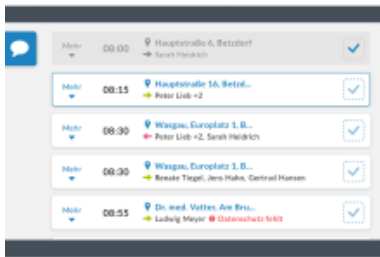 Mehr 08:00 Hauptstraße 6, Betzdorf
Sarah Heidrich
Mehr 08:15 Hauptstraße 16, Betzd...
Peter Lieb +2
Mehr 08:30 Wasgau, Europlatz 1, B...
Peter Lieb +2, Sarah Heidrich
Mehr 08:30 Wasgau, Europlatz 1, B...
Renate Tiegel, Jens Hahn, Gertrud Hansen
Mehr 08:55 Dr. med. Vatter, Am Bru...
Ludwig Meyer Datenschutz fehlt